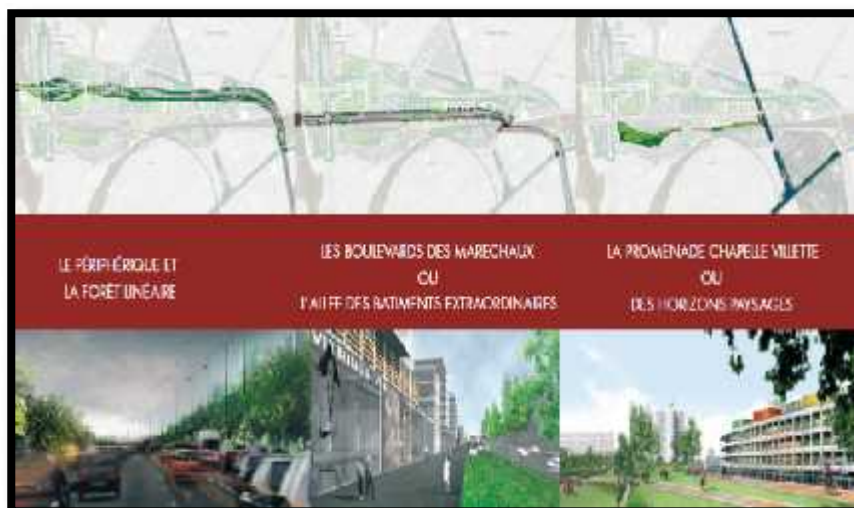 LE PÉRIPHÉRIQUE ET
LA FORÊT LINÉAIRE
LES BOULEVARDS DES MARECHAUX
OU
L'ALLEE DES BATIMENTS EXTRAORDINAIRES
LA PROMENADE CHAPELLE VILLETTE
OU
DES HORIZONS PAYSAGES